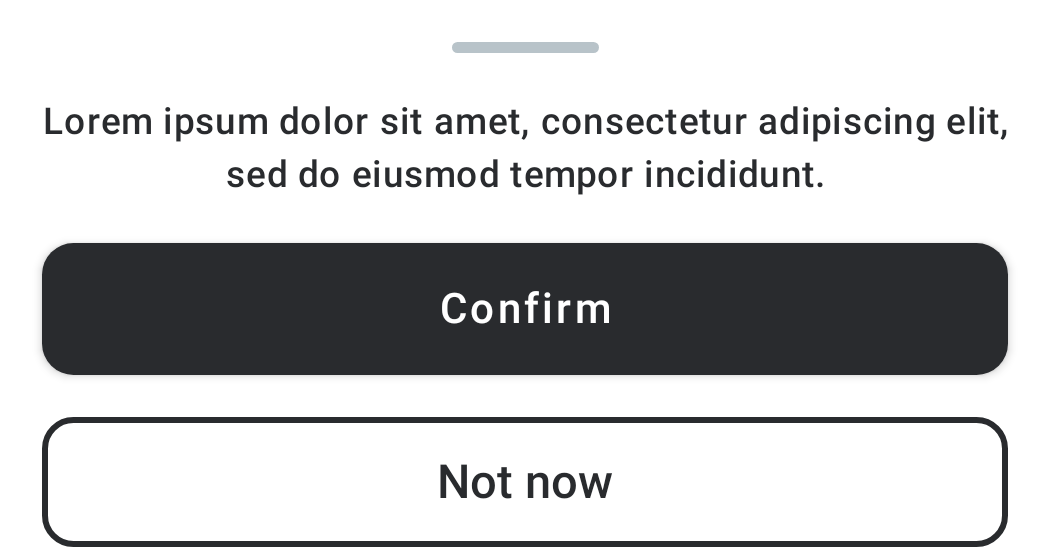 Lorem ipsum dolor sit amet, consectetur adipiscing elit,
sed do eiusmod tempor incididunt.
Confirm
Not now